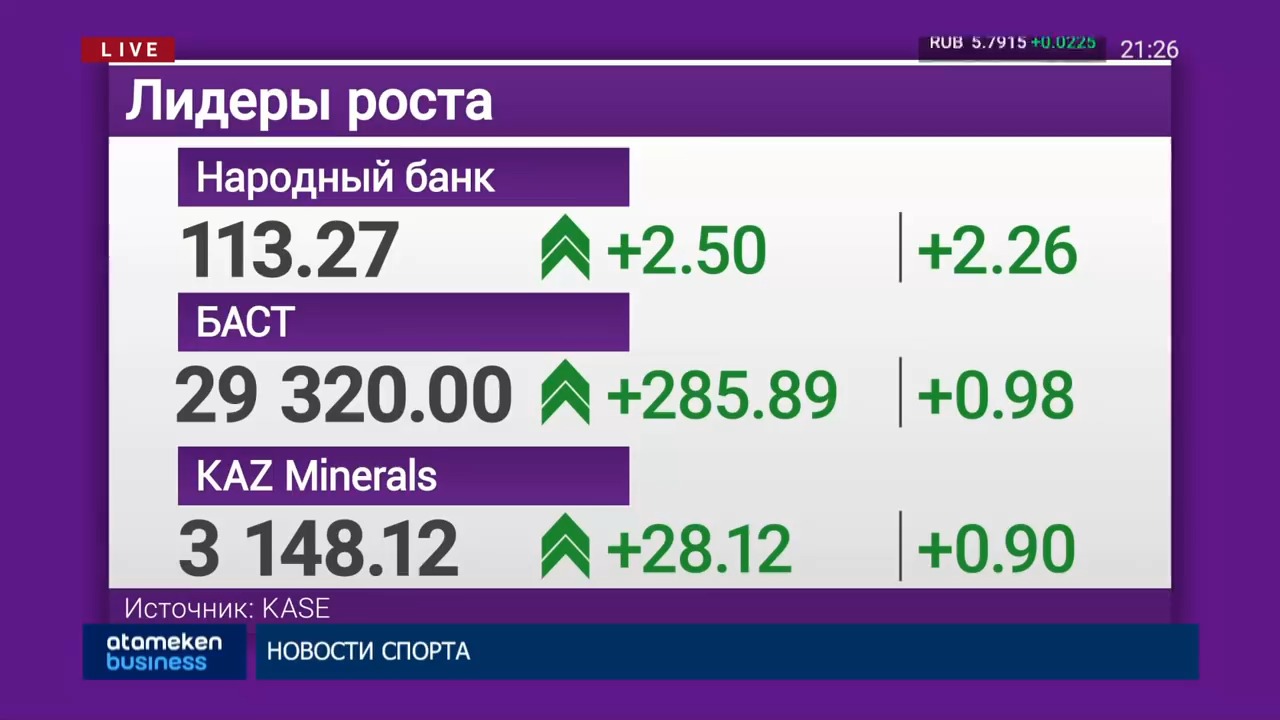 LIVE
RUB 5.7915 +0.0225
21:26
Лидеры роста
Народный банк
113.27 +2.50 +2.26
БАСТ
29 320.00 +285.89 +0.98
KAZ Minerals
3 148.12 +28.12 +0.90
Источник: KASE
atameken
business
НОВОСТИ СПОРТА